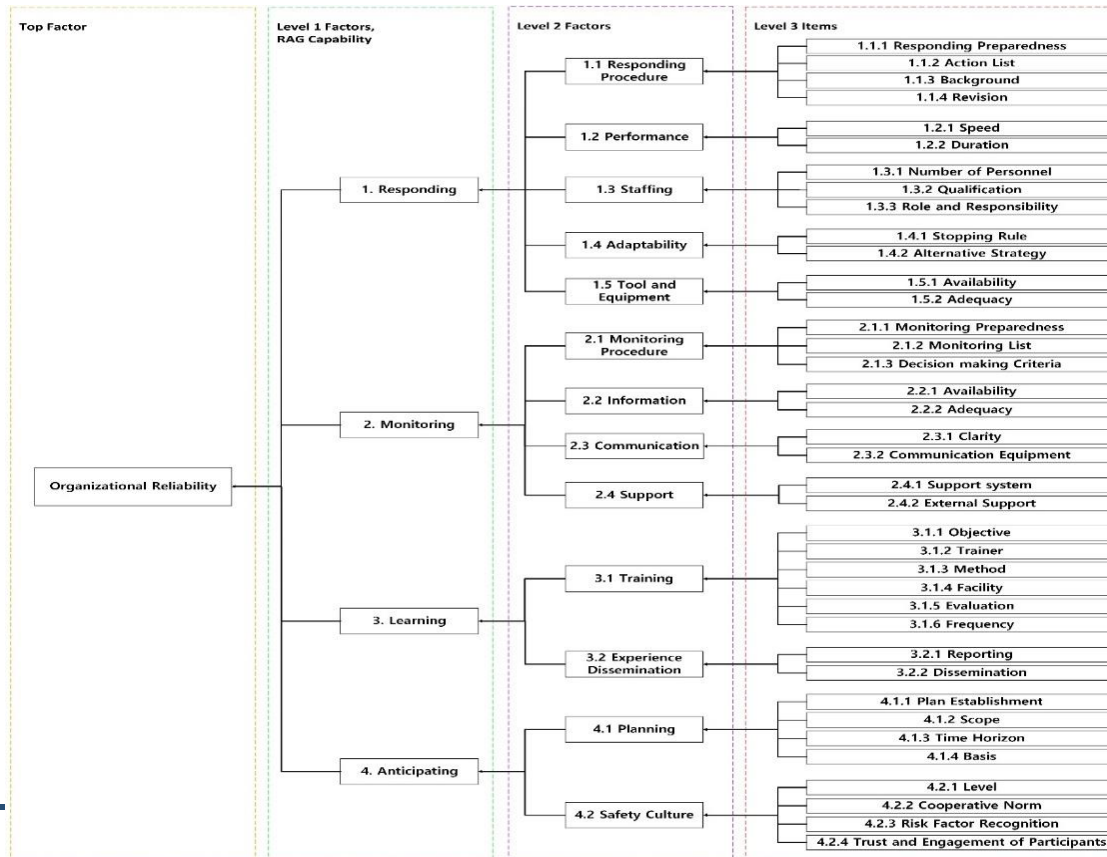 Top Factor
Level 1 Factors,
RAG Capability
Level 2 Factors
Level 3 Items
Organizational Reliability
1. Responding
1.1 Responding
Procedure
1.1.1 Responding Preparedness
1.1.2 Action List
1.1.3 Background
1.1.4 Revision
1.2 Performance
1.2.1 Speed
1.2.2 Duration
1.3 Staffing
1.3.1 Number of Personnel
1.3.2 Qualification
1.3.3 Role and Responsibility
1.4 Adaptability
1.4.1 Stopping Rule
1.4.2 Alternative Strategy
1.5 Tool and
Equipment
1.5.1 Availability
1.5.2 Adequacy
2. Monitoring
2.1 Monitoring
Procedure
2.1.1 Monitoring Preparedness
2.1.2 Monitoring List
2.1.3 Decision making Criteria
2.2 Information
2.2.1 Availability
2.2.2 Adequacy
2.3 Communication
2.3.1 Clarity
2.3.2 Communication Equipment
2.4 Support
2.4.1 Support system
2.4.2 External Support
3. Learning
3.1 Training
3.1.1 Objective
3.1.2 Trainer
3.1.3 Method
3.1.4 Facility
3.1.5 Evaluation
3.1.6 Frequency
3.2 Experience
Dissemination
3.2.1 Reporting
3.2.2 Dissemination
4. Anticipating
4.1 Planning
4.1.1 Plan Establishment
4.1.2 Scope
4.1.3 Time Horizon
4.1.4 Basis
4.2 Safety Culture
4.2.1 Level
4.2.2 Cooperative Norm
4.2.3 Risk Factor Recognition
4.2.4 Trust and Engagement of Participants